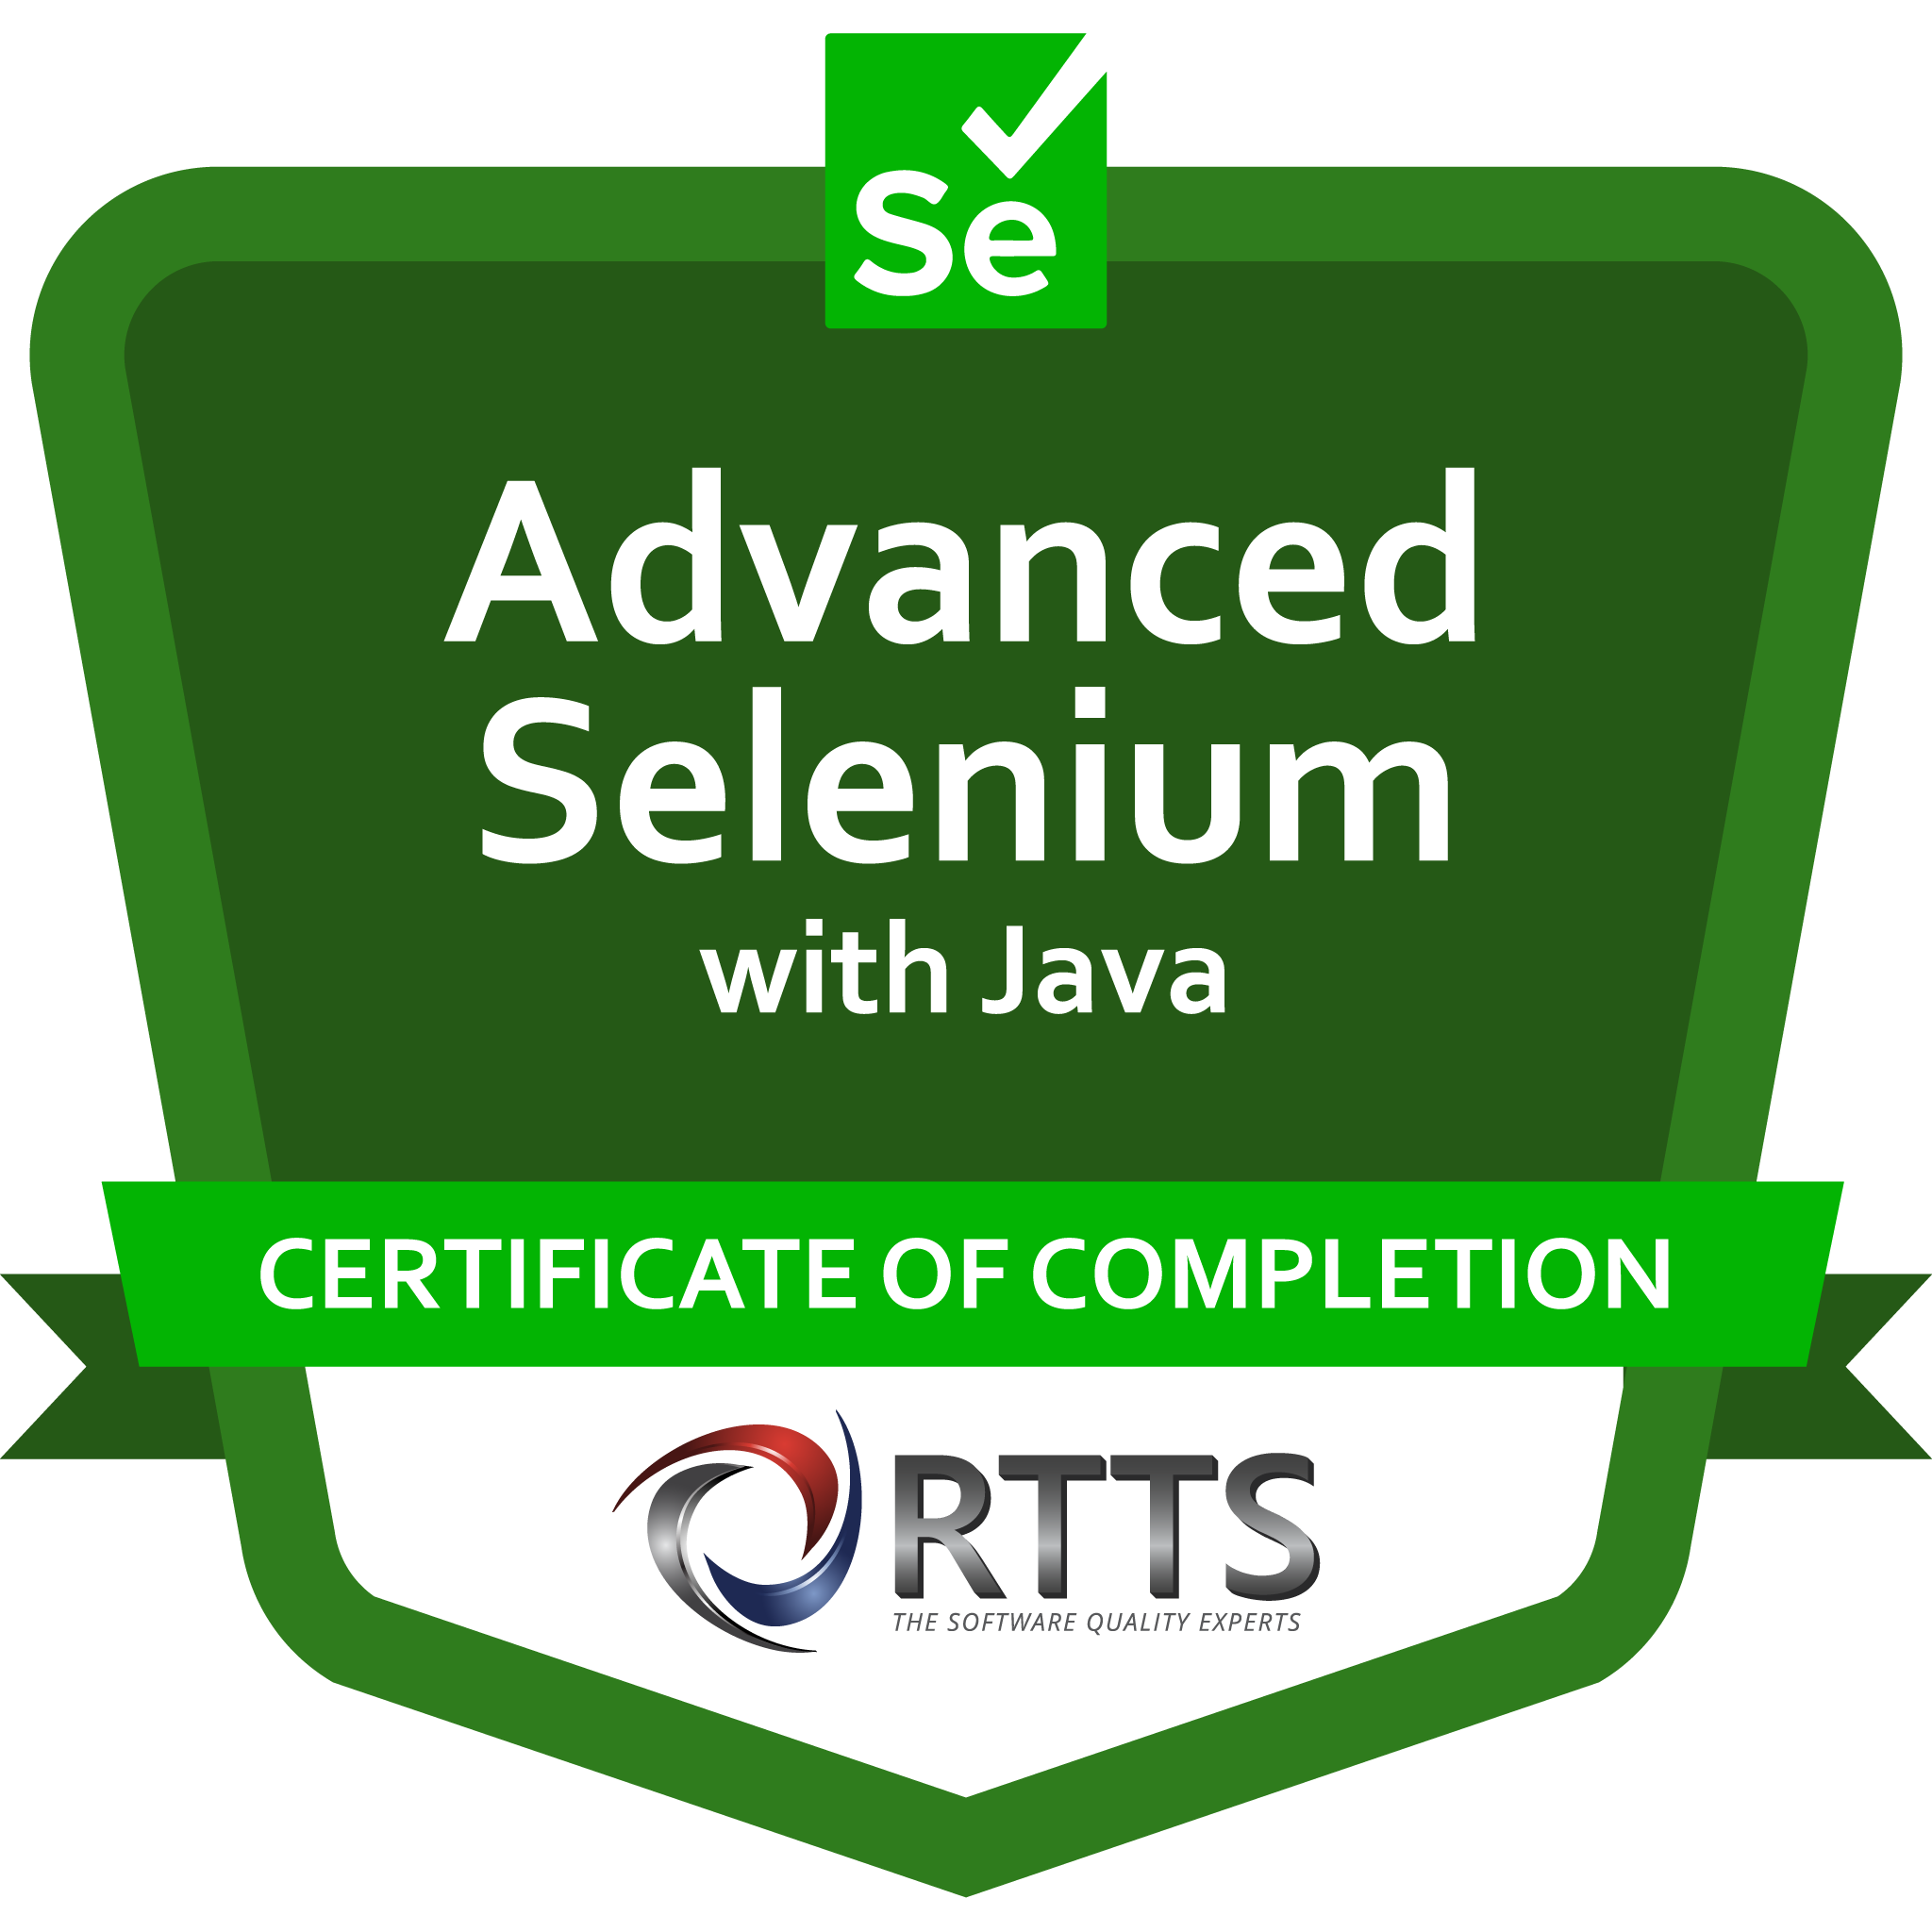 Se
Advanced
Selenium
with Java
CERTIFICATE OF COMPLETION
RTTS
THE SOFTWARE QUALITY EXPERTS